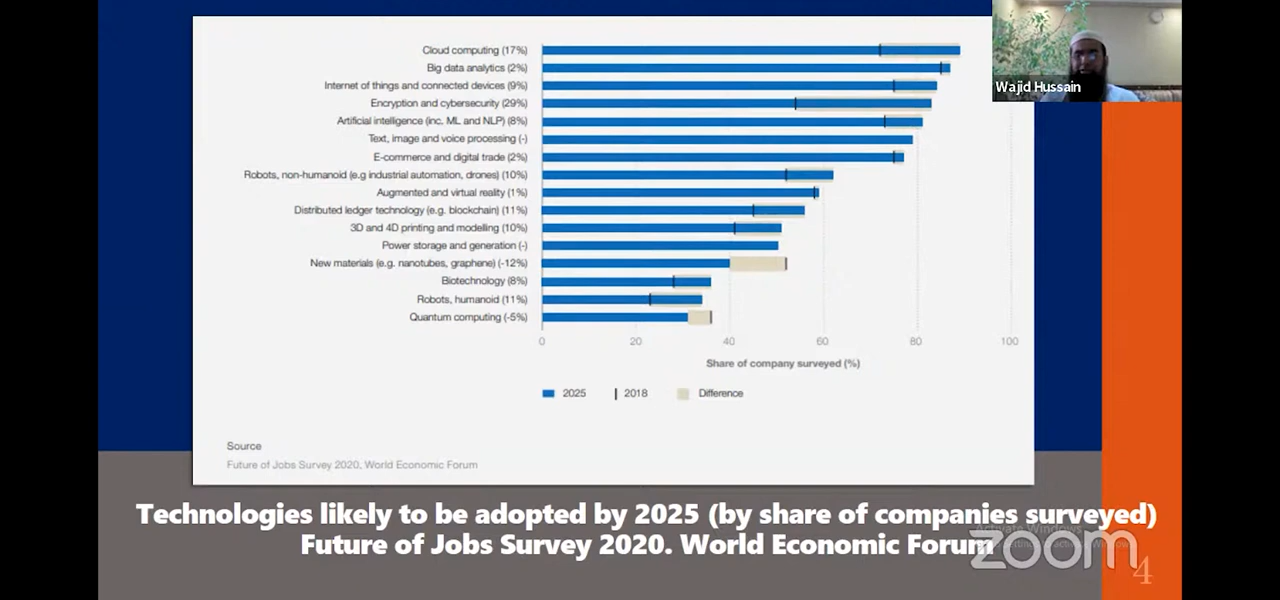 Wajid Hussain
Cloud computing (17%)
Big data analytics (2%)
Internet of things and connected devices (9%)
Encryption and cybersecurity (29%)
Artificial intelligence (inc. ML and NLP) (8%)
Text, image and voice processing (-)
E-commerce and digital trade (2%)
Robots, non-humanoid (e.g industrial automation, drones) (10%)
Augmented and virtual reality (1%)
Distributed ledger technology (e.g. blockchain) (11%)
3D and 4D printing and modelling (10%)
Power storage and generation (-)
New materials (e.g. nanotubes, graphene) (-12%)
Biotechnology (8%)
Robots, humanoid (11%)
Quantum computing (-5%)
0 20 40 60 80 100
Share of company surveyed (%)
2025 2018 Difference
Source
Future of Jobs Survey 2020, World Economic Forum
Technologies likely to be adopted by 2025 (by share of companies surveyed)
Future of Jobs Survey 2020. World Economic Forum
Activate Windows
zoom
4